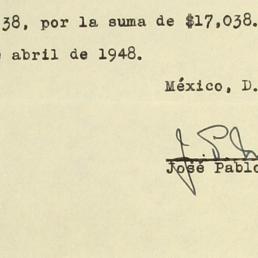 38, por la suma de $17,038.
abril de 1948.
México, D.
José Pablo